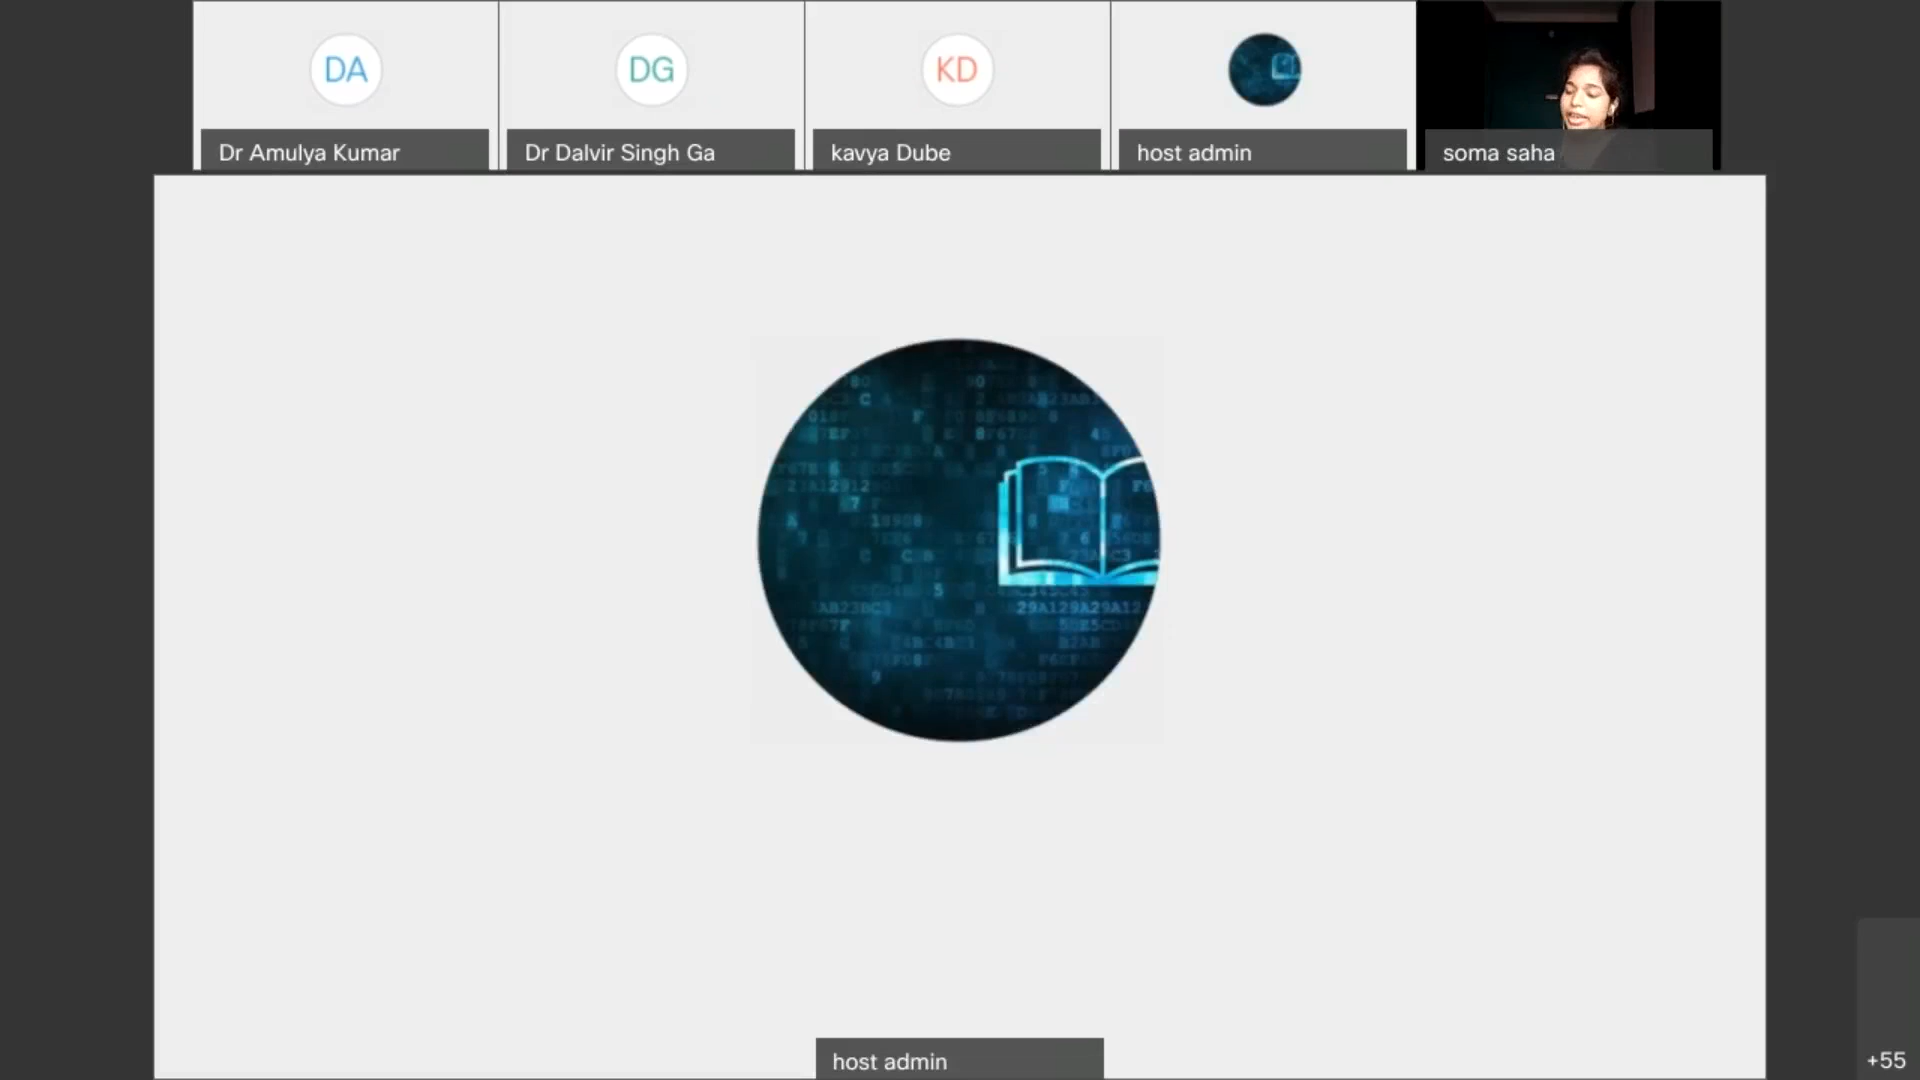 DA
DG
KD
Dr Amulya Kumar
Dr Dalvir Singh Ga
kavya Dube
host admin
soma saha
host admin
+55